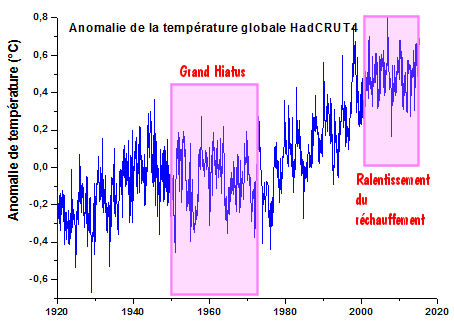 Anomalie de la température globale HadCRUT4
Grand Hiatus
Ralentissement
du
réchauffement
Anomalie de température (°C)
0,8
0,6
0,4
0,2
0,0
-0,2
-0,4
-0,6
1920
1940
1960
1980
2000
2020